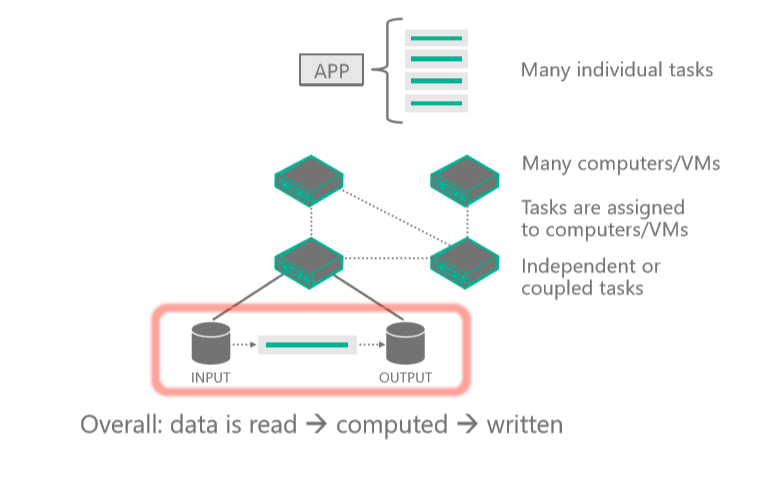 APP
Many individual tasks
Many computers/VMs
Tasks are assigned
to computers/VMs
Independent or
coupled tasks
INPUT
OUTPUT
Overall: data is read → computed → written